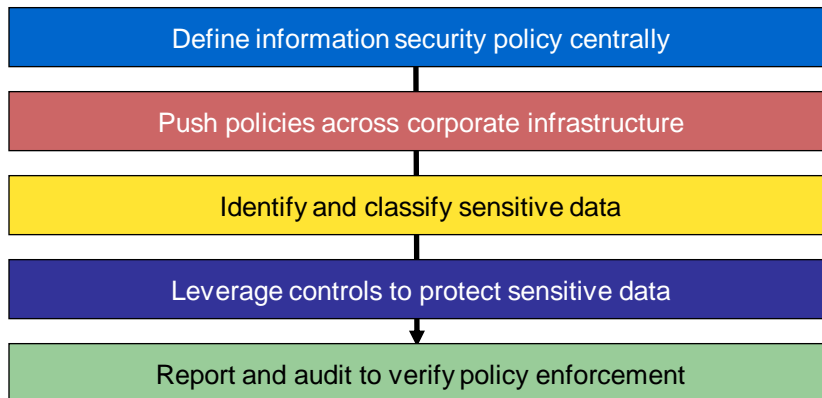 Define information security policy centrally
Push policies across corporate infrastructure
Identify and classify sensitive data
Leverage controls to protect sensitive data
Report and audit to verify policy enforcement